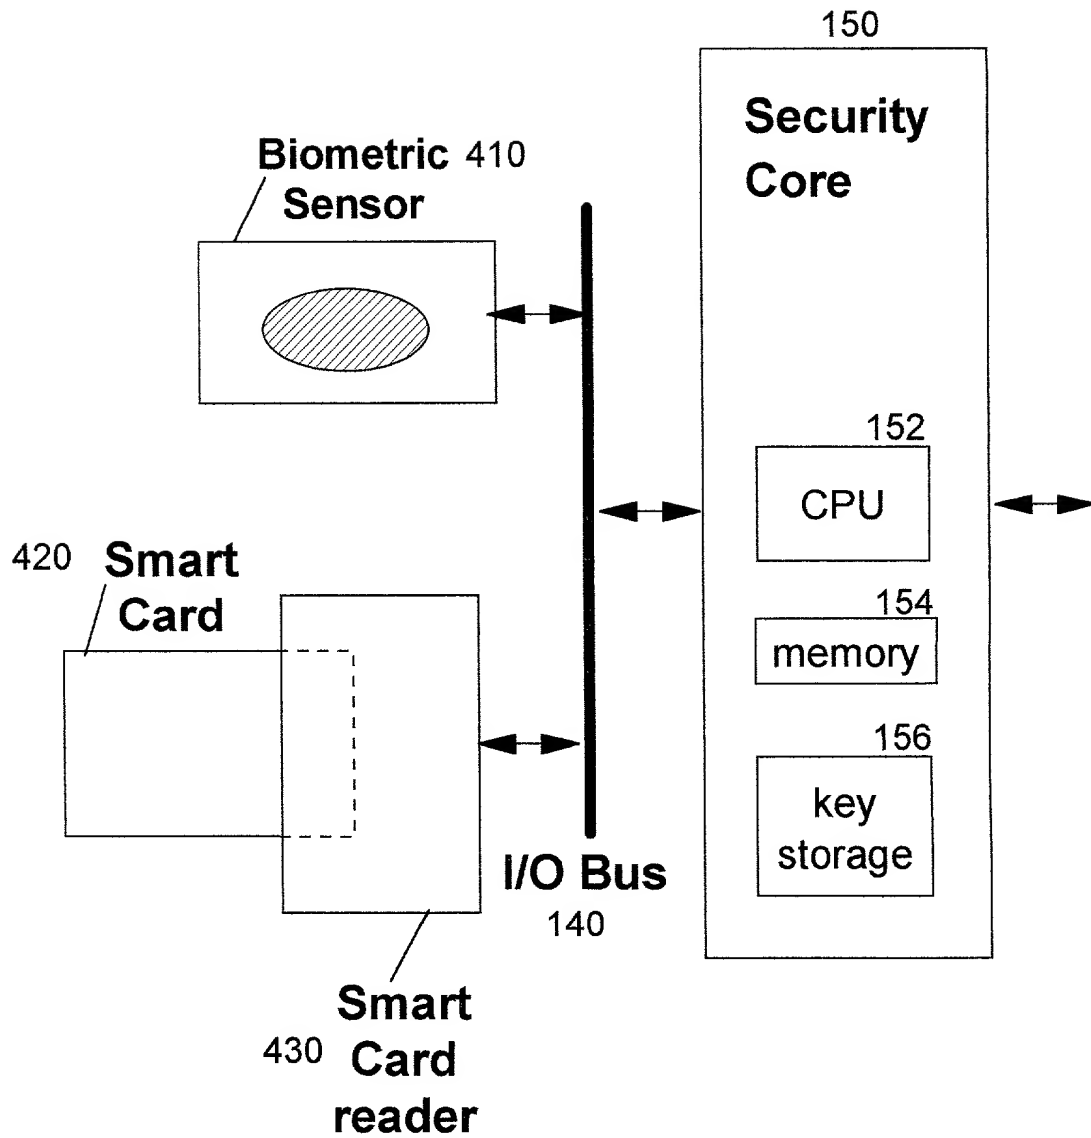 150
Security
Core
Biometric 410
Sensor
152
CPU
420 Smart
Card
154
memory
156
key
storage
I/O Bus
140
Smart
430 Card
reader